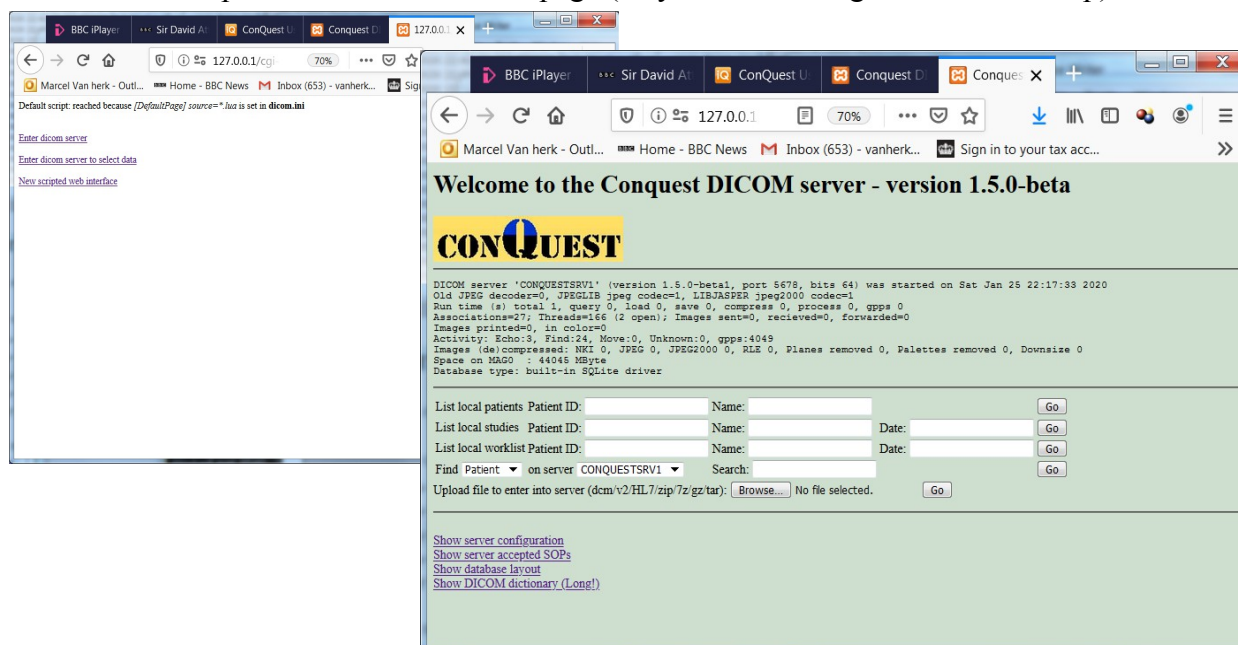 BBC iPlayer
Sir David At
ConQuest U
Conquest D
127.0.0.1
127.0.0.1/cgi
70%
Marcel Van herk - Outl...
Home - BBC News
Inbox (653) - vanherk...
Default script: reached because [DefaultPage] source=*.lua is set in dicom.ini
Enter dicom server
Enter dicom server to select data
New scripted web interface
BBC iPlayer
Sir David At
ConQuest U
Conquest D
Conques
127.0.0.1
70%
Marcel Van herk - Outl...
Home - BBC News
Inbox (653) - vanherk...
Sign in to your tax acc...
Welcome to the Conquest DICOM server - version 1.5.0-beta
CONQUEST
DICOM server 'CONQUESTSRV1' (version 1.5.0-beta1, port 5678, bits 64) was started on Sat Jan 25 22:17:33 2020
Old JPEG decoder=0, JPEGLIB jpeg codec=1, LIBJASPER jpeg2000 codec=1
Run time (s) total 1, query 0, load 0, save 0, compress 0, process 0, gpps 0
Associations=27; Threads=166 (2 open); Images sent=0, recieved=0, forwarded=0
Images printed=0, in color=0
Activity: Echo:3, Find:24, Move:0, Unknown:0, gpps:4049
Images (de)compressed: NKI 0, JPEG 0, JPEG2000 0, RLE 0, Planes removed 0, Palettes removed 0, Downsize 0
Space on MAG0 : 44045 MByte
Database type: built-in SQLite driver
List local patients Patient ID: Name: Go
List local studies Patient ID: Name: Date: Go
List local worklist Patient ID: Name: Date: Go
Find Patient on server CONQUESTSRV1 Search: Go
Upload file to enter into server (dcm/v2/HL7/zip/7z/gz/tar): Browse... No file selected. Go
Show server configuration
Show server accepted SOPs
Show database layout
Show DICOM dictionary (Long!)